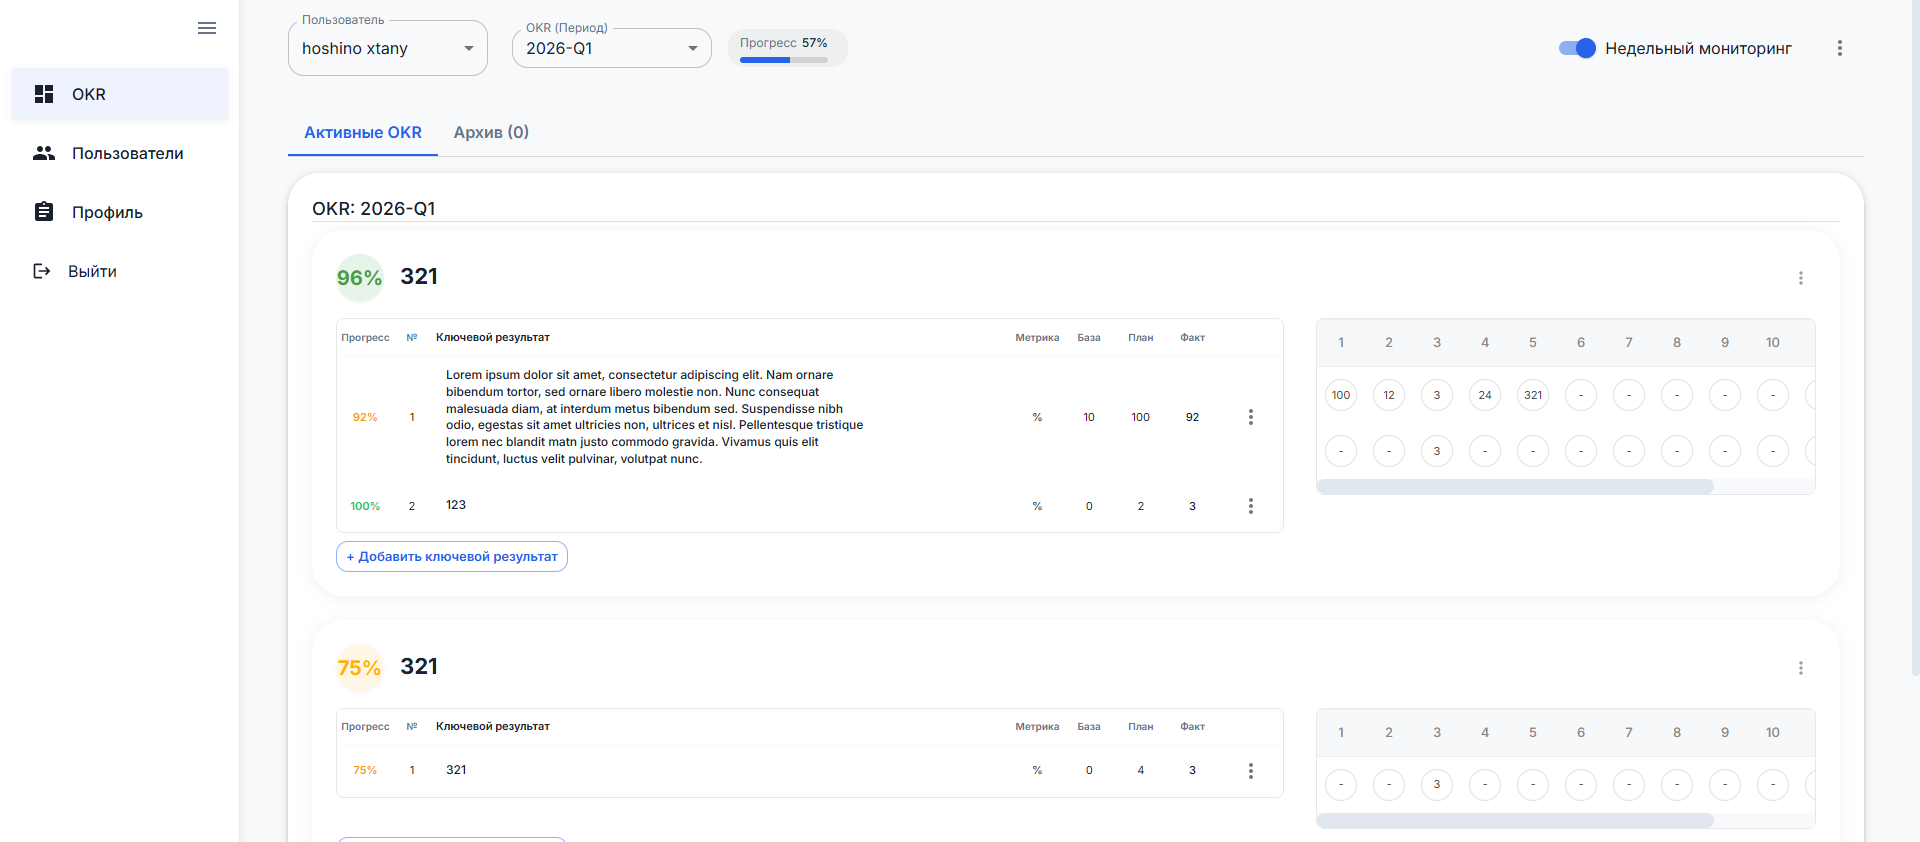 Пользователь
hoshino xtany
OKR (Период)
2026-Q1
Прогресс 57%
Недельный мониторинг
OKR
Пользователи
Профиль
Выйти
Активные OKR
Архив (0)
OKR: 2026-Q1
96% 321
Прогресс № Ключевой результат Метрика База План Факт
92% 1
Lorem ipsum dolor sit amet, consectetur adipiscing elit. Nam ornare
bibendum tortor, sed ornare libero molestie non. Nunc consequat
malesuada diam, at interdum metus bibendum sed. Suspendisse nibh
odio, egestas sit amet ultricies non, ultrices et nisl. Pellentesque tristique
lorem nec blandit matn justo commodo gravida. Vivamus quis elit
tincidunt, luctus velit pulvinar, volutpat nunc.
% 10 100 92
100% 2 123 % 0 2 3
+ Добавить ключевой результат
1 2 3 4 5 6 7 8 9 10
100 12 3 24 321 - - - - -
- - 3 - - - - - - -
75% 321
Прогресс № Ключевой результат Метрика База План Факт
75% 1 321 % 0 4 3
1 2 3 4 5 6 7 8 9 10
- - 3 - - - - - - -